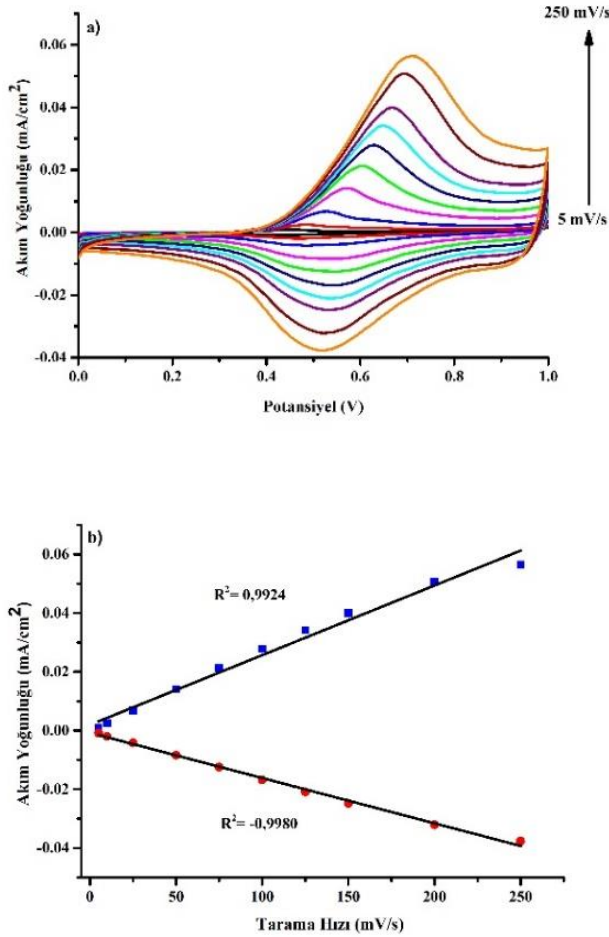 a)
250 mV/s
5 mV/s
Akım Yoğunluğu (mA/cm²)
0.06
0.04
0.02
0.00
-0.02
-0.04
0.0 0.2 0.4 0.6 0.8 1.0
Potansiyel (V)
b)
Akım Yoğunluğu (mA/cm²)
0.06
0.04
0.02
0.00
-0.02
-0.04
R²= 0,9924
R²= -0,9980
0 50 100 150 200 250
Tarama Hızı (mV/s)